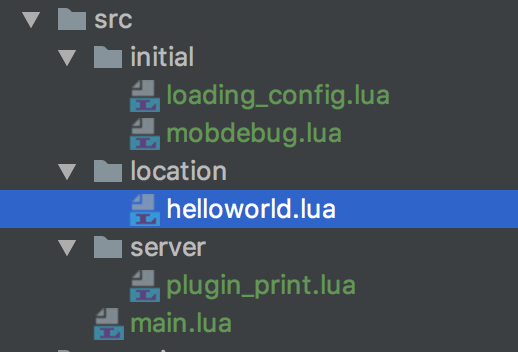 src
initial
loading_config.lua
mobdebug.lua
location
helloworld.lua
server
plugin_print.lua
main.lua